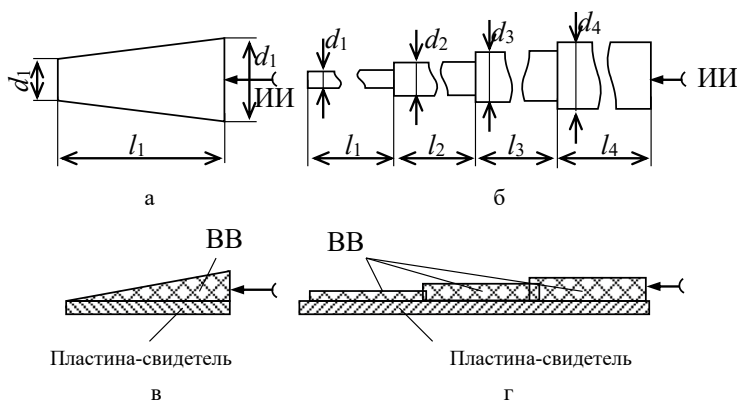 d1
d1
ИИ
l1
а
d1
d2
d3
d4
ИИ
l1
l2
l3
l4
б
ВВ
Пластина-свидетель
в
ВВ
Пластина-свидетель
г